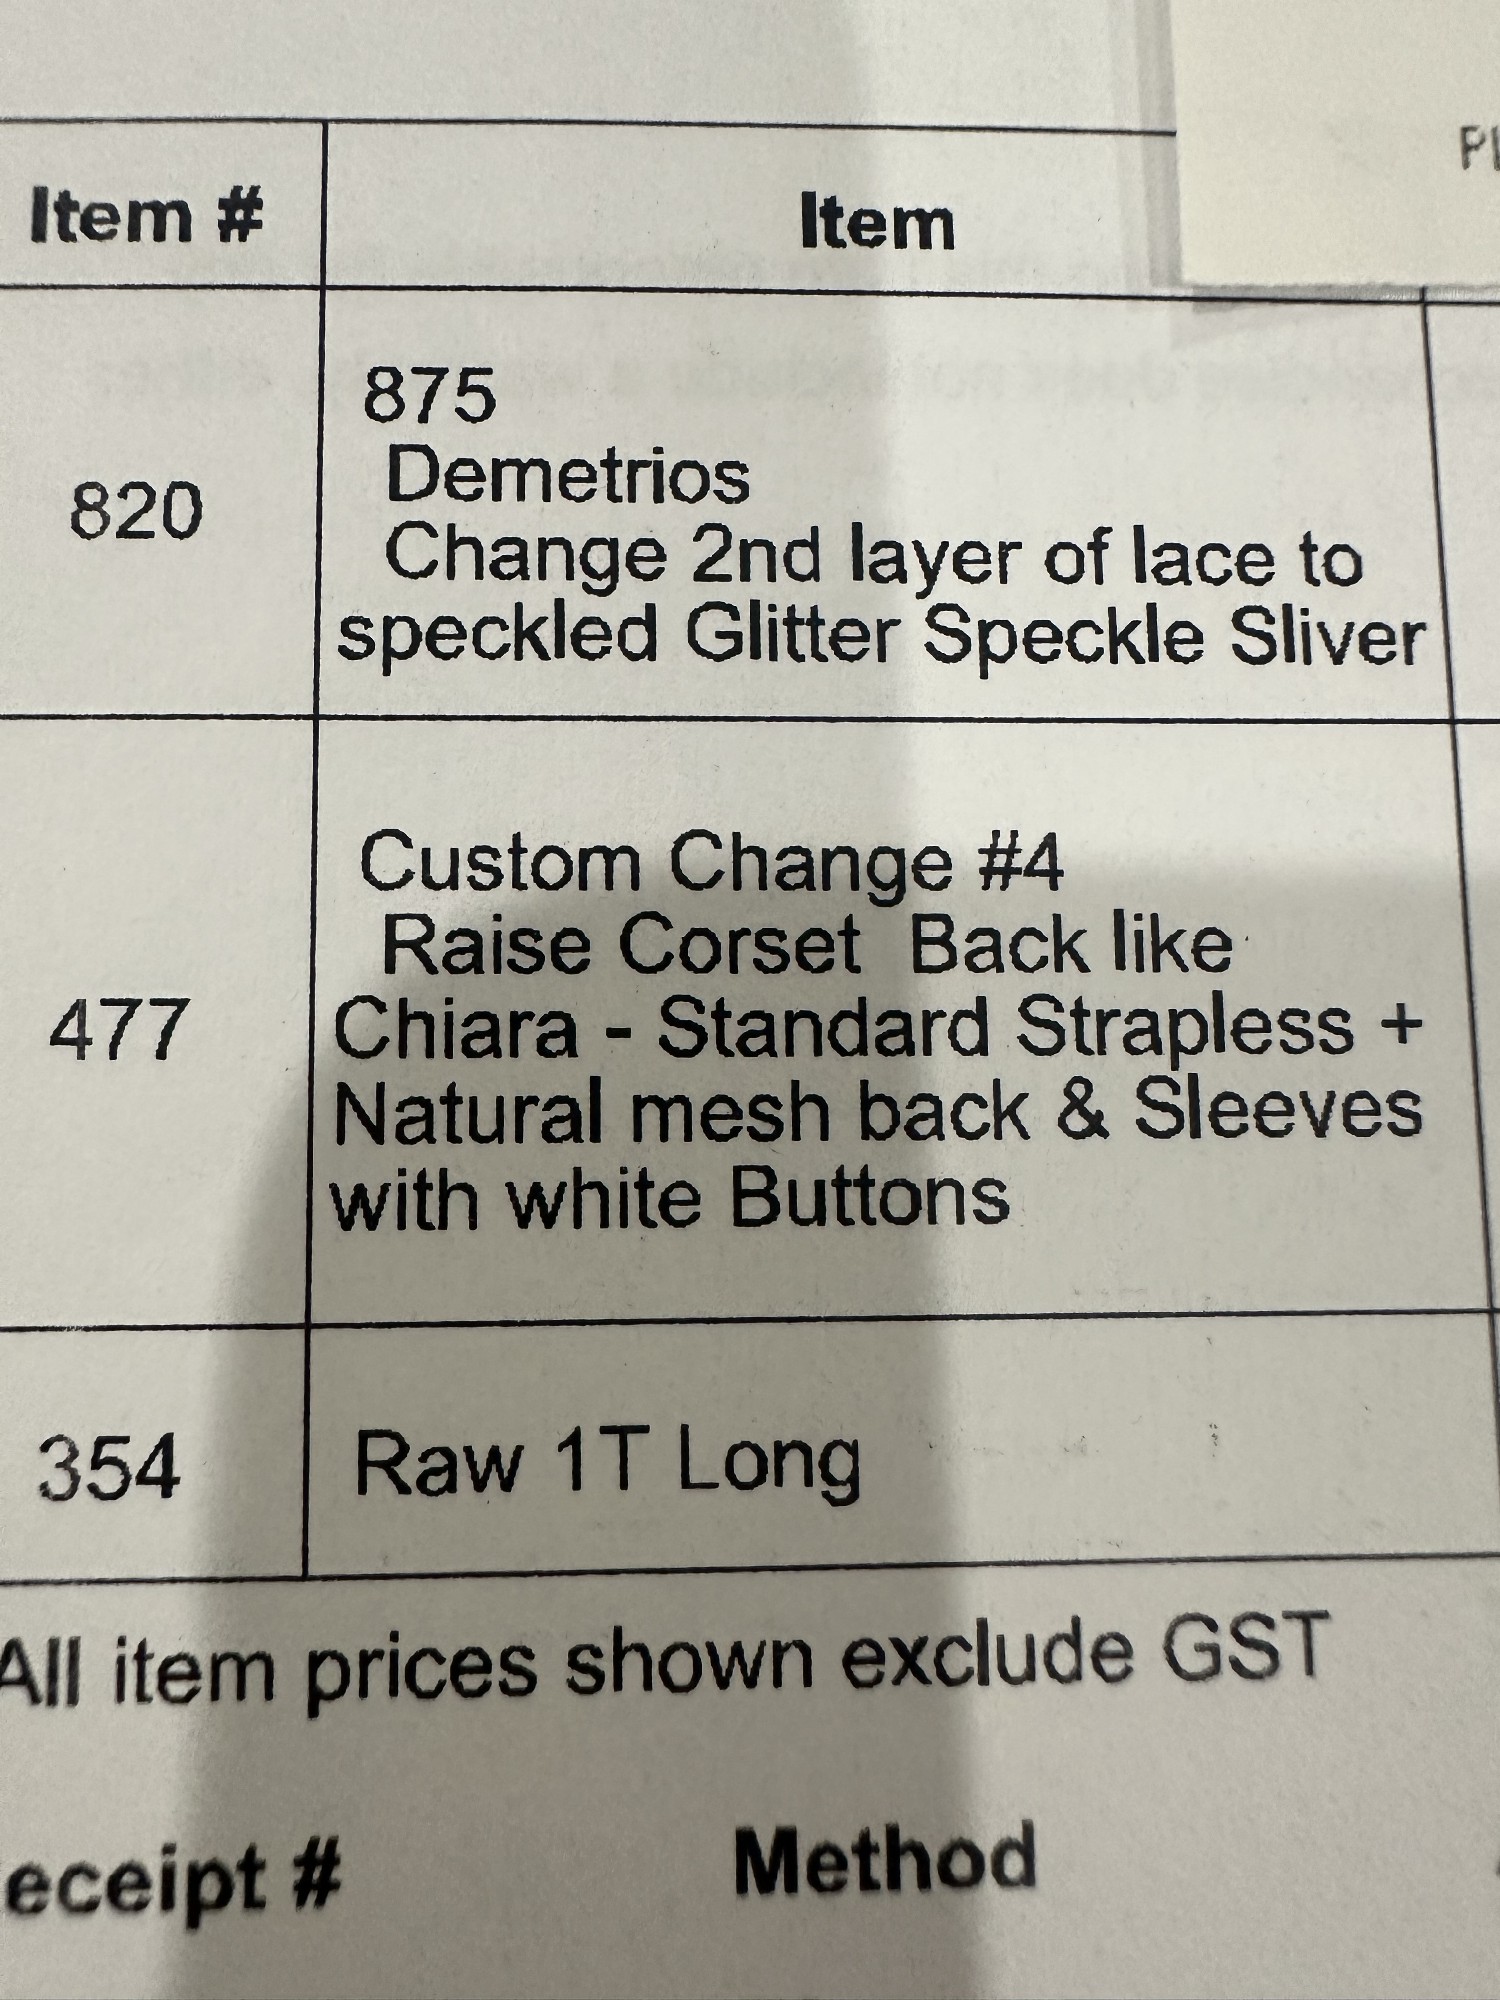 Item #
Item
820
875
Demetrios
Change 2nd layer of lace to
speckled Glitter Speckle Sliver
477
Custom Change #4
Raise Corset Back like
Chiara - Standard Strapless +
Natural mesh back & Sleeves
with white Buttons
354
Raw 1T Long
All item prices shown exclude GST
eceipt #
Method